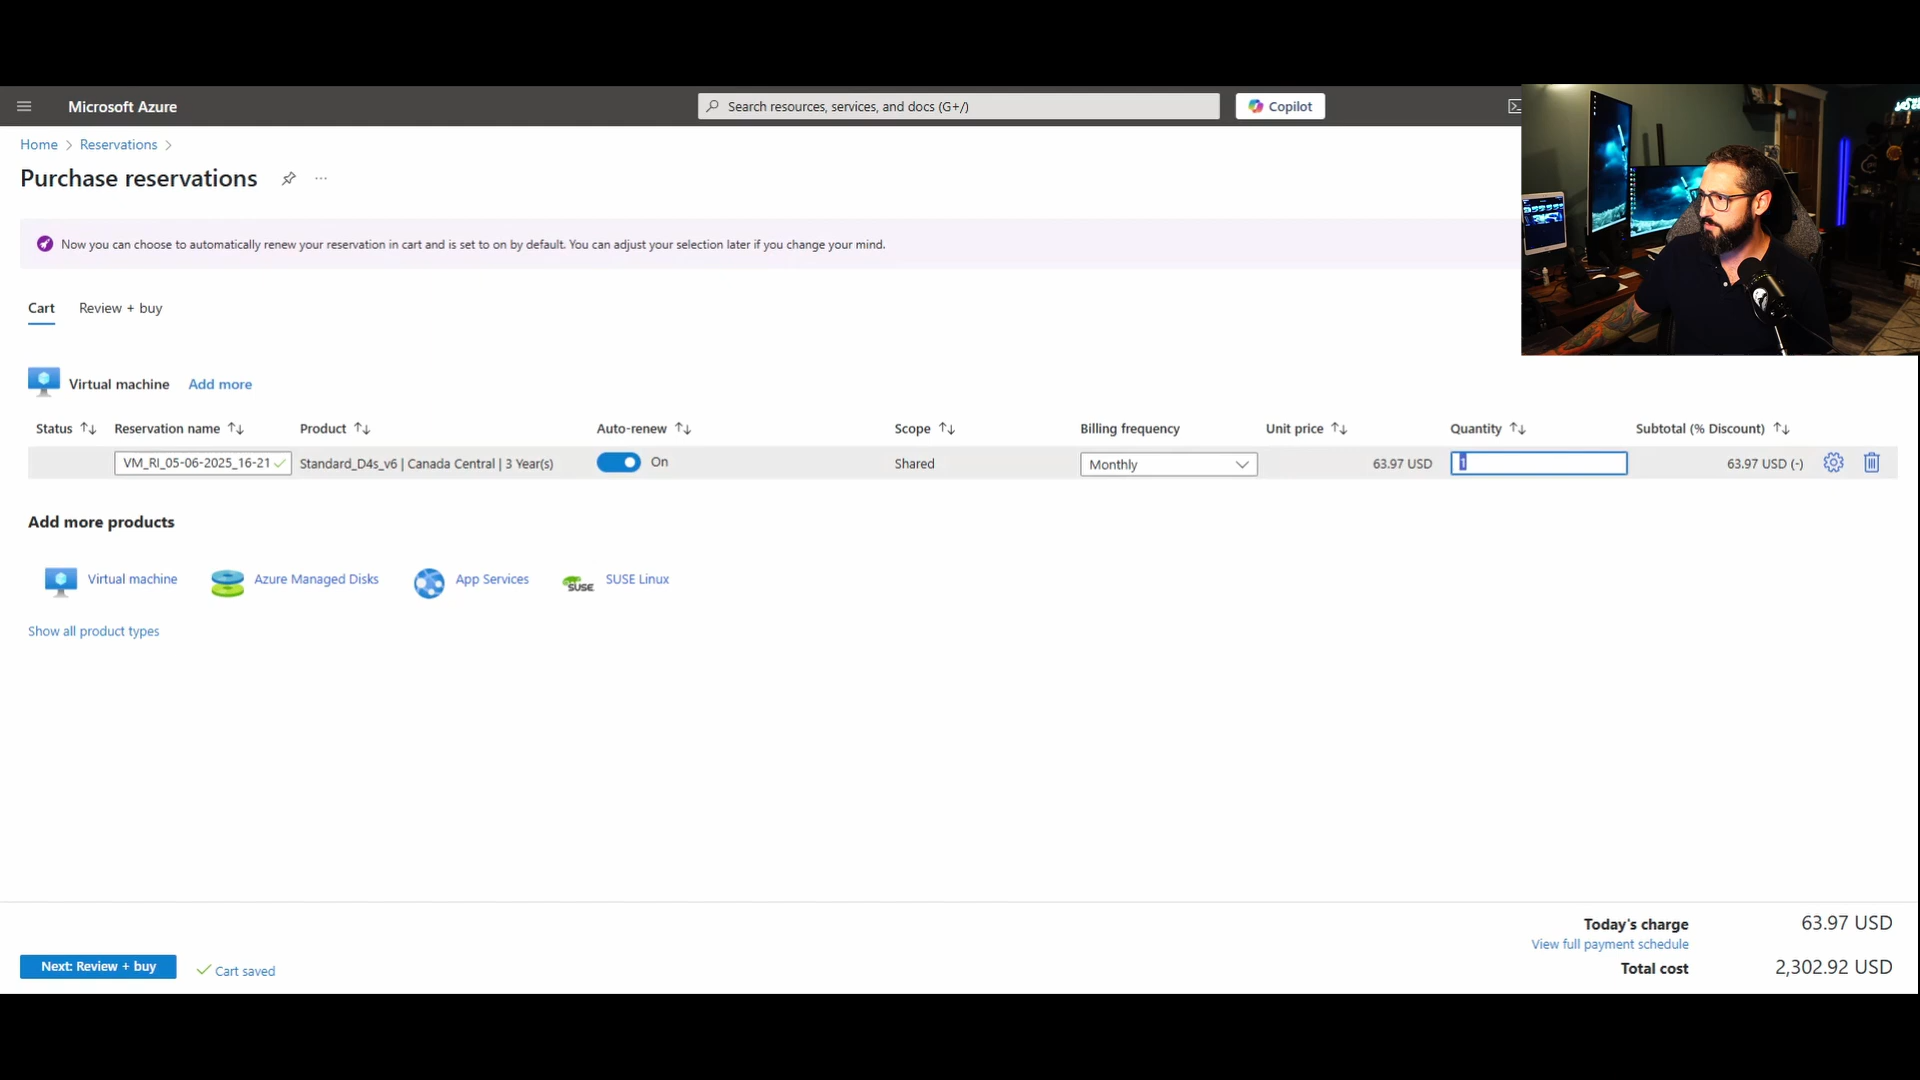 Microsoft Azure
Search resources, services, and docs (G+/)
Copilot
Home > Reservations >
Purchase reservations ...
Now you can choose to automatically renew your reservation in cart and is set to on by default. You can adjust your selection later if you change your mind.
Cart Review + buy
Virtual machine Add more
Status Reservation name Product Auto-renew Scope Billing frequency Unit price Quantity Subtotal (% Discount)
VM_RI_05-06-2025_16-21 Standard_D4s_v6 | Canada Central | 3 Year(s) On Shared Monthly 63.97 USD 1 63.97 USD (-)
Add more products
Virtual machine Azure Managed Disks App Services SUSE SUSE Linux
Show all product types
Today's charge 63.97 USD
View full payment schedule
Next: Review + buy Cart saved
Total cost 2,302.92 USD